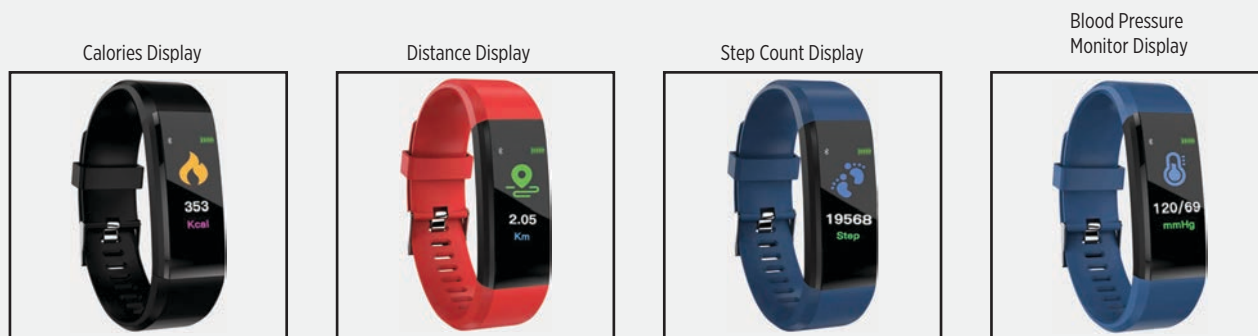 Calories Display
Distance Display
Step Count Display
Blood Pressure
Monitor Display
353
Kcal
2.05
Km
19568
Step
120/69
mmHg